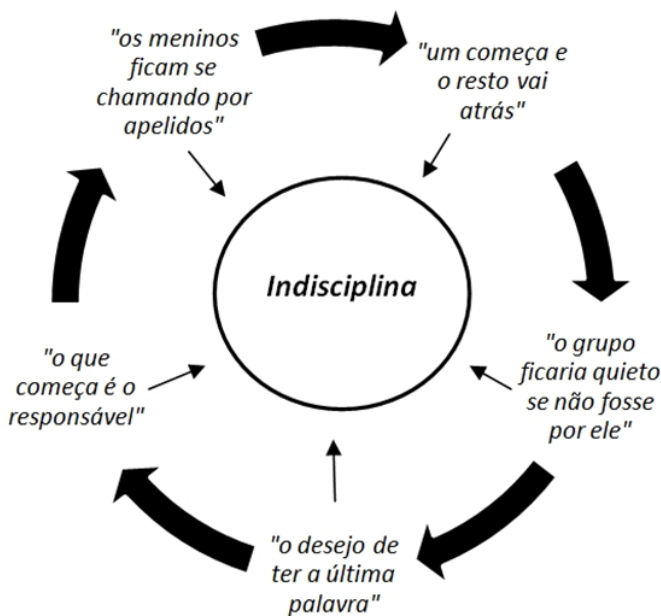 "os meninos
ficam se
chamando por
apelidos"
"um começa e
o resto vai
atrás"
Indisciplina
"o que
começa é o
responsável"
"o grupo
ficaria quieto
se não fosse
por ele"
"o desejo de
ter a última
palavra"